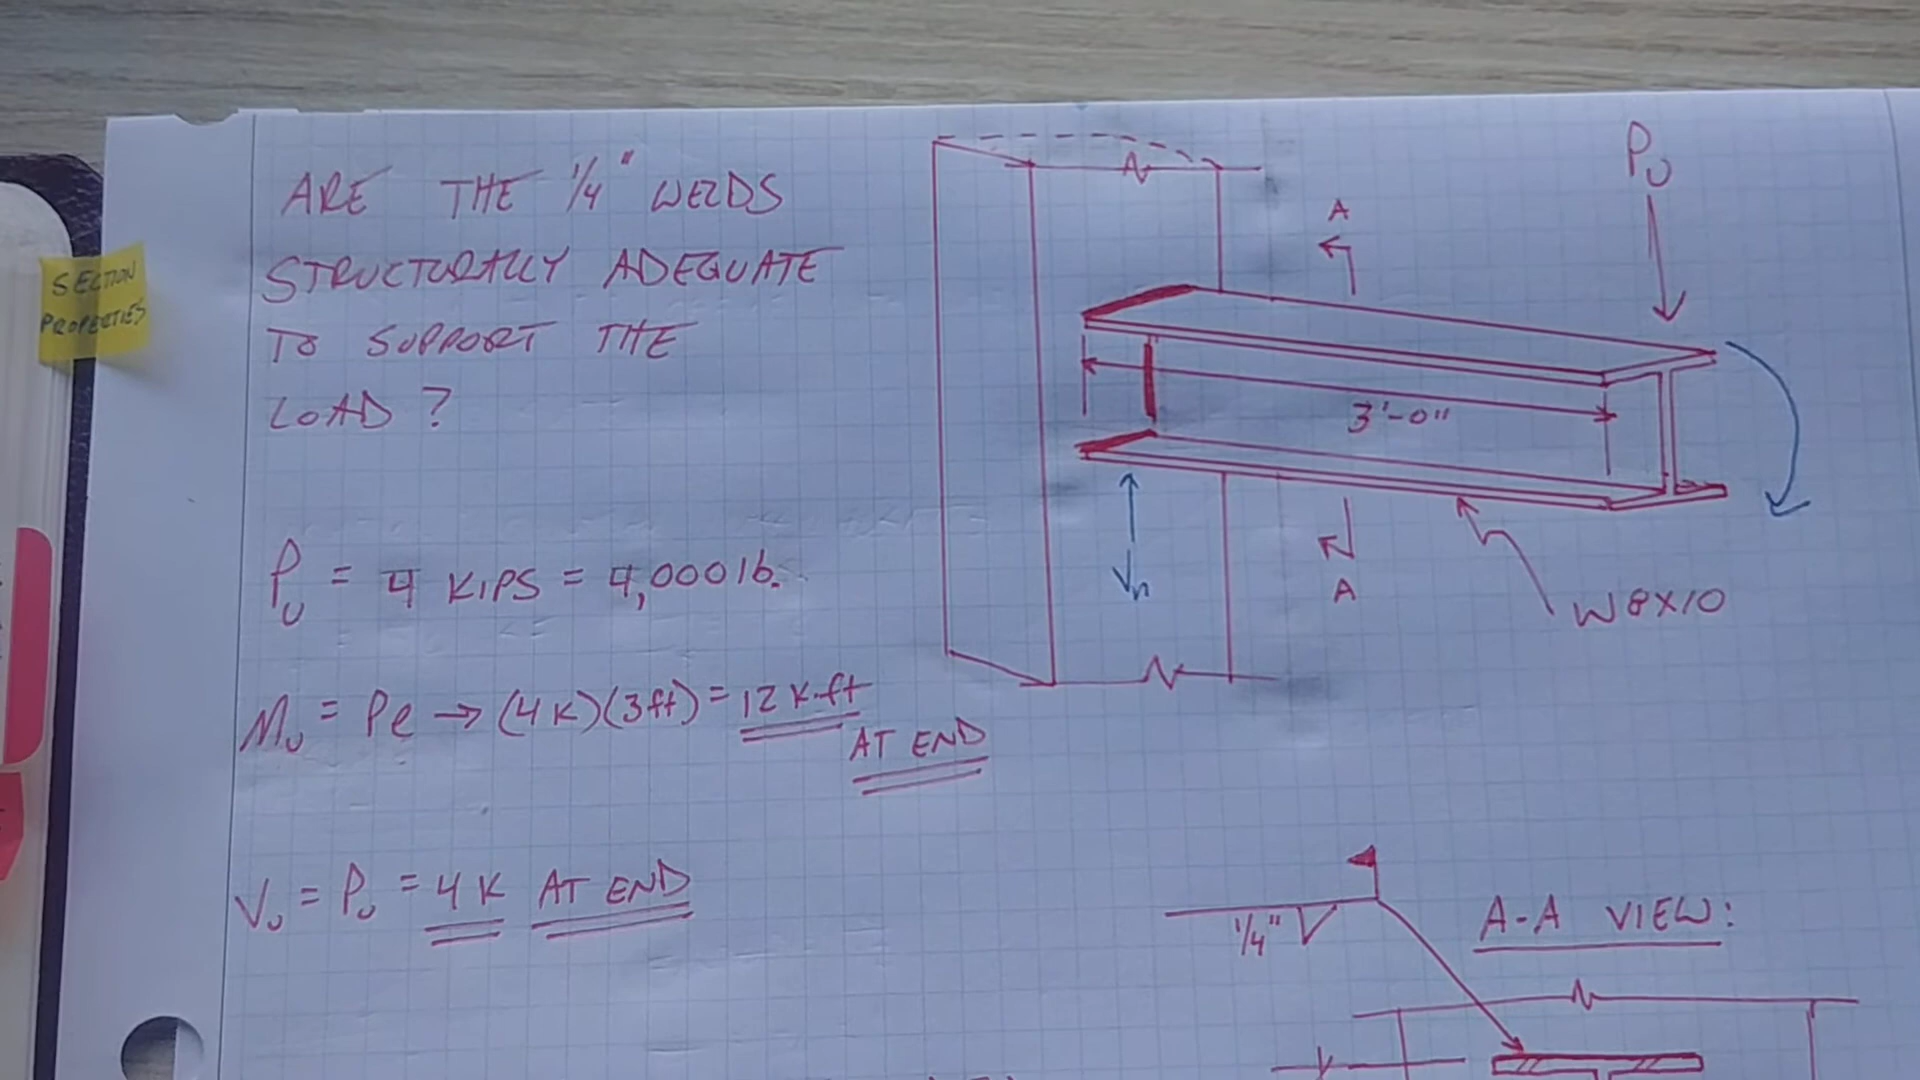 ARE THE 1/4" WELDS
STRUCTURALLY ADEQUATE
TO SUPPORT THE
LOAD?
SECTION
PROPERTIES
Pu = 4 KIPS = 4,000 lb.
Mu = Pe → (4K)(3ft) = 12 K·ft
AT END
Vu = Pu = 4K AT END
Pu
A
3'-0"
Vn
A
W8X10
1/4"
A-A VIEW: